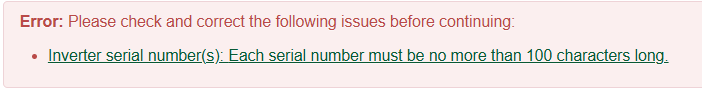 Error: Please check and correct the following issues before continuing:
• Inverter serial number(s): Each serial number must be no more than 100 characters long.